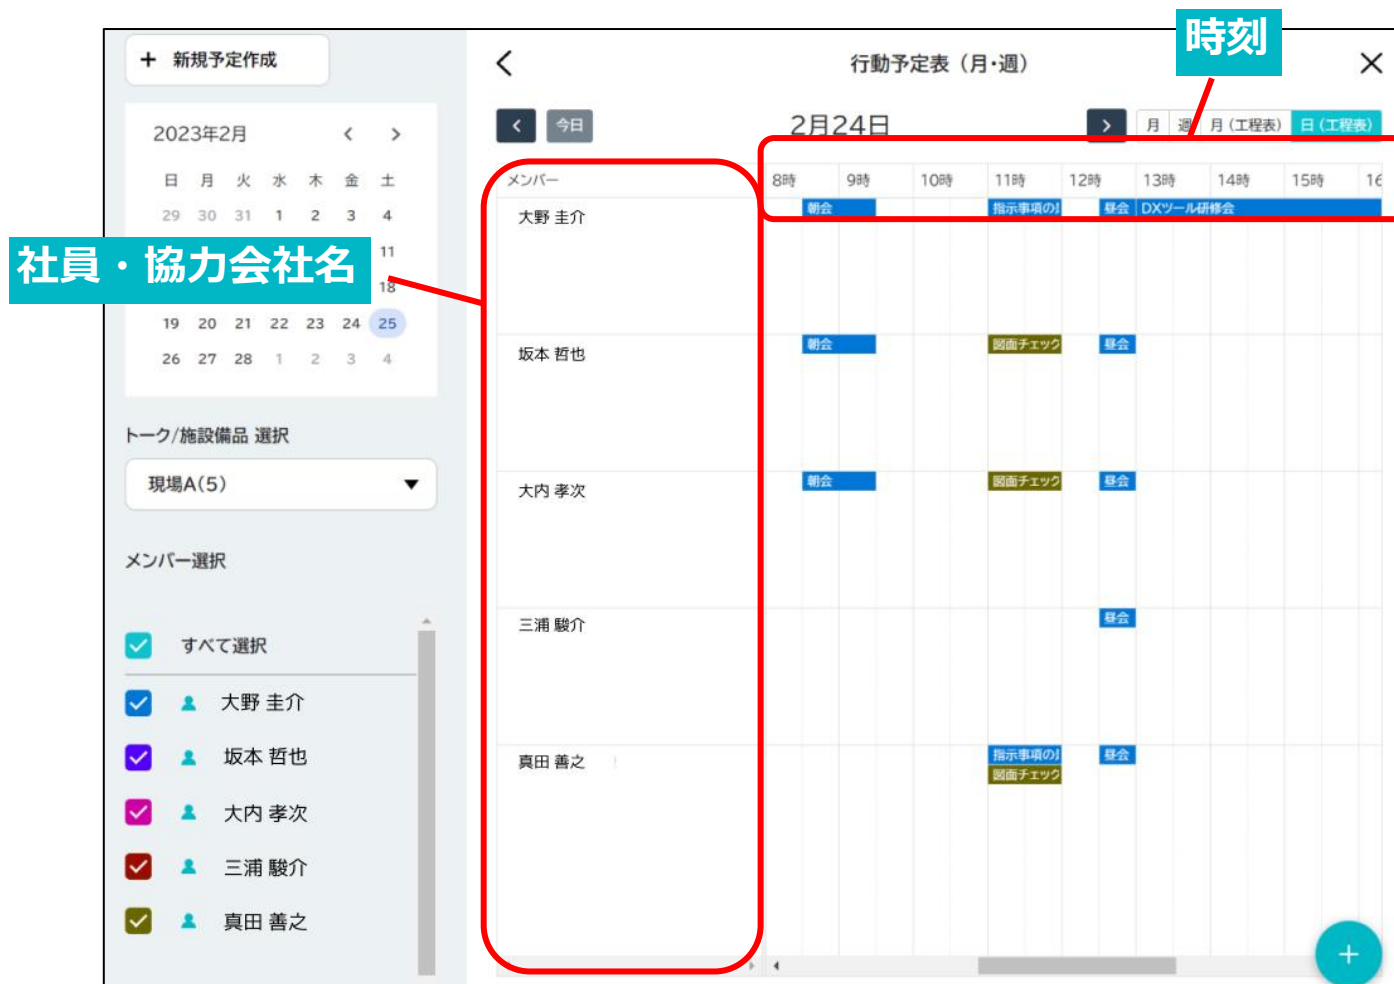 時刻
+ 新規予定作成
行動予定表（月・週）
2023年2月
今日
2月24日
月 週 月（工程表） 日（工程表）
日 月 火 水 木 金 土
29 30 31 1 2 3 4
11
18
19 20 21 22 23 24 25
26 27 28 1 2 3 4
社員・協力会社名
トーク/施設備品 選択
現場A(5)
メンバー選択
すべて選択
大野 圭介
坂本 哲也
大内 孝次
三浦 駿介
真田 善之
メンバー
8時 9時 10時 11時 12時 13時 14時 15時 16
大野 圭介
朝会 指示事項の 昼会 DXツール研修会
坂本 哲也
朝会 図面チェック 昼会
大内 孝次
朝会 図面チェック 昼会
三浦 駿介
昼会
真田 善之
指示事項の 昼会
図面チェック
+